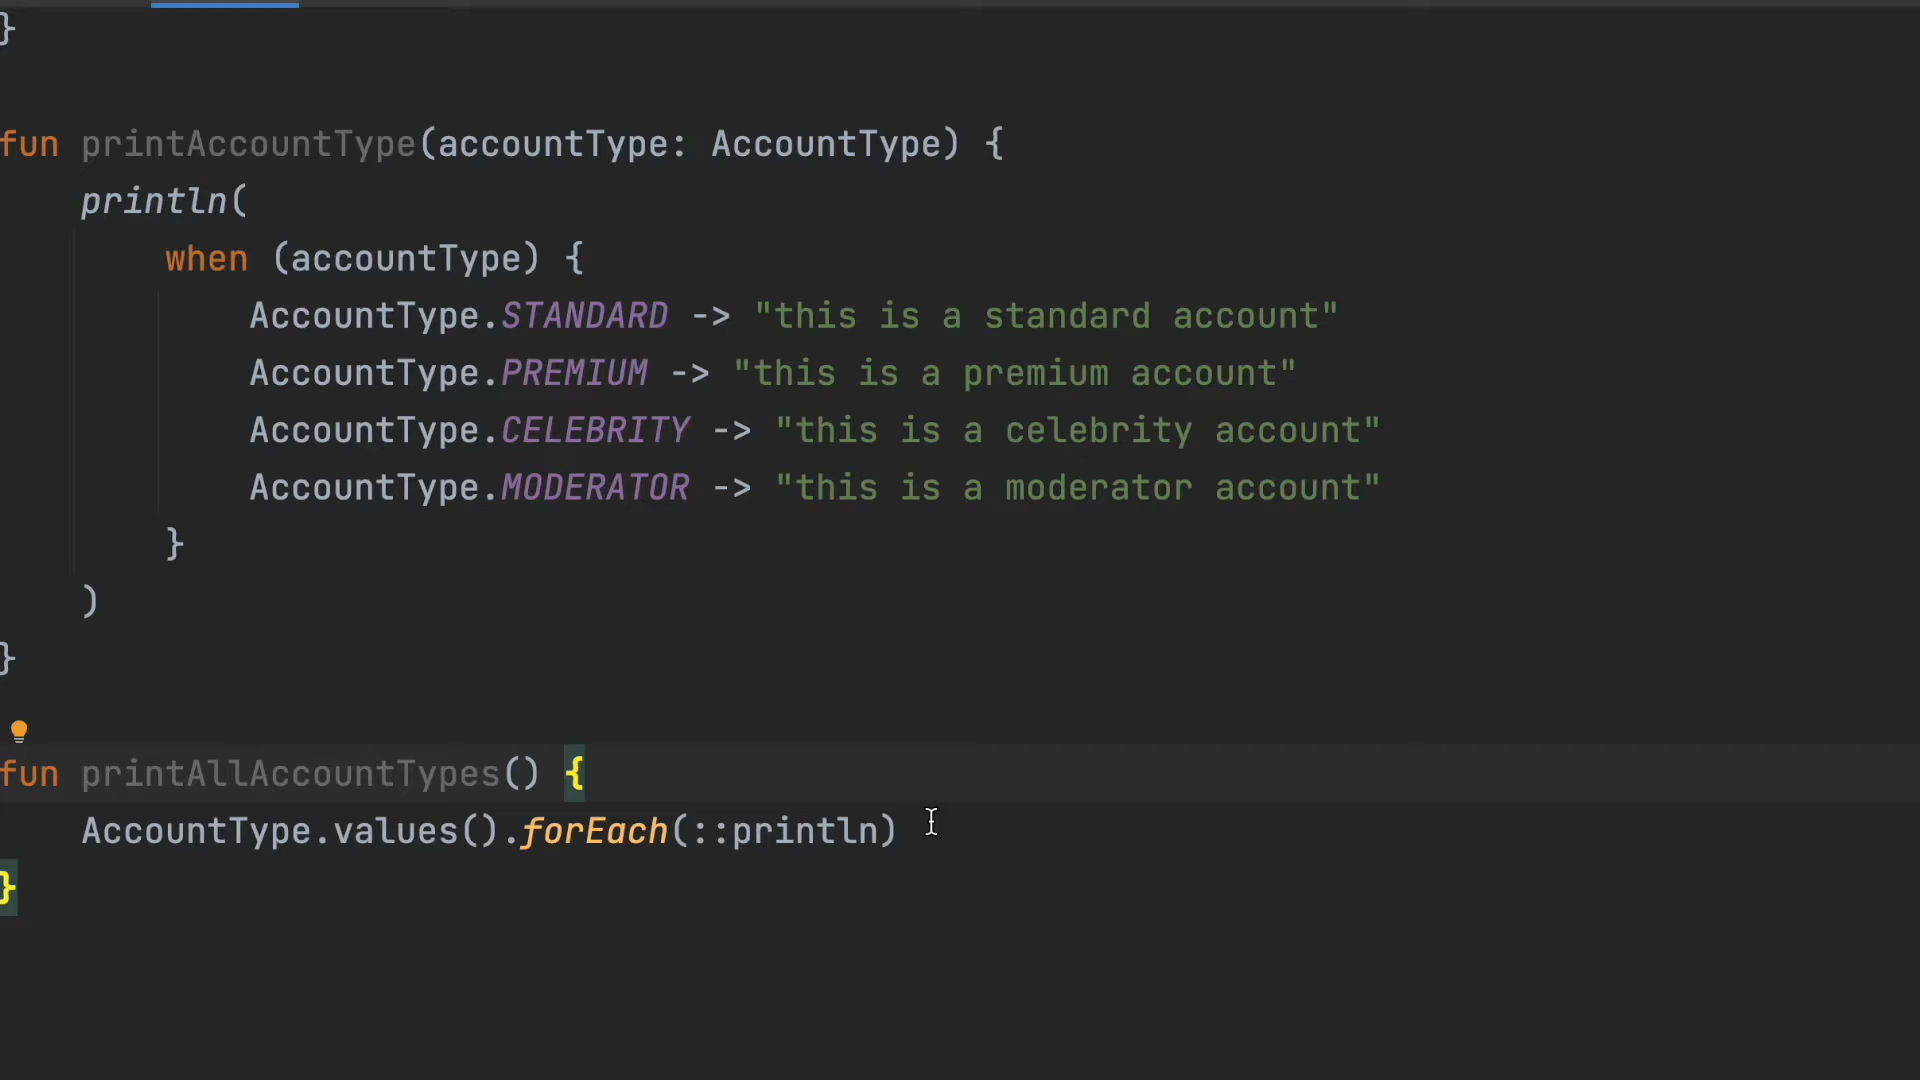 }
fun printAccountType(accountType: AccountType) {
    println(
        when (accountType) {
            AccountType.STANDARD -> "this is a standard account"
            AccountType.PREMIUM -> "this is a premium account"
            AccountType.CELEBRITY -> "this is a celebrity account"
            AccountType.MODERATOR -> "this is a moderator account"
        }
    )
}
fun printAllAccountTypes() {
    AccountType.values().forEach(::println)
}